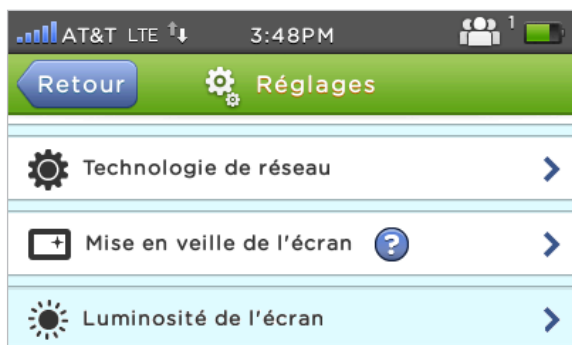 AT&T LTE 3:48PM 1
Retour Réglages
Technologie de réseau
Mise en veille de l'écran ?
Luminosité de l'écran